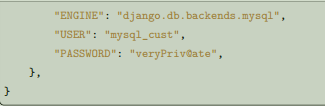 "ENGINE": "django.db.backends.mysql",
"USER": "mysql_cust",
"PASSWORD": "veryPriv@ate",
},
}